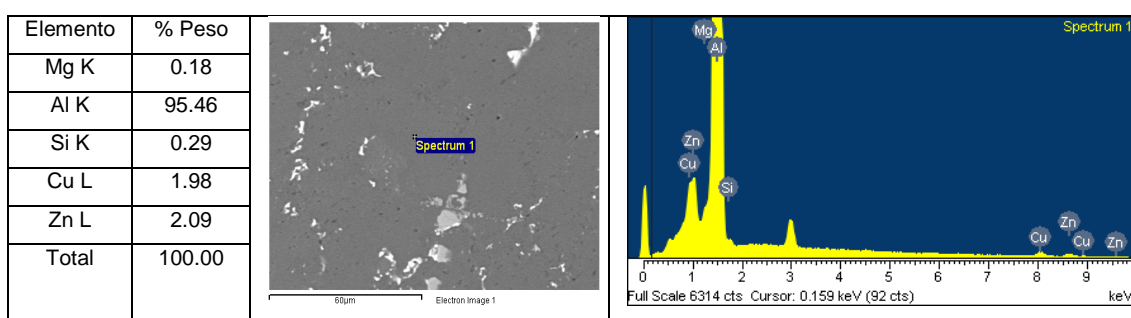 Elemento % Peso
Mg K 0.18
Al K 95.46
Si K 0.29
Cu L 1.98
Zn L 2.09
Total 100.00
Spectrum 1
60µm Electron Image 1
Spectrum 1
Mg
Al
Zn
Cu
Si
Cu
Zn
Cu
Zn
0 1 2 3 4 5 6 7 8 9
Full Scale 6314 cts Cursor: 0.159 keV (92 cts) keV